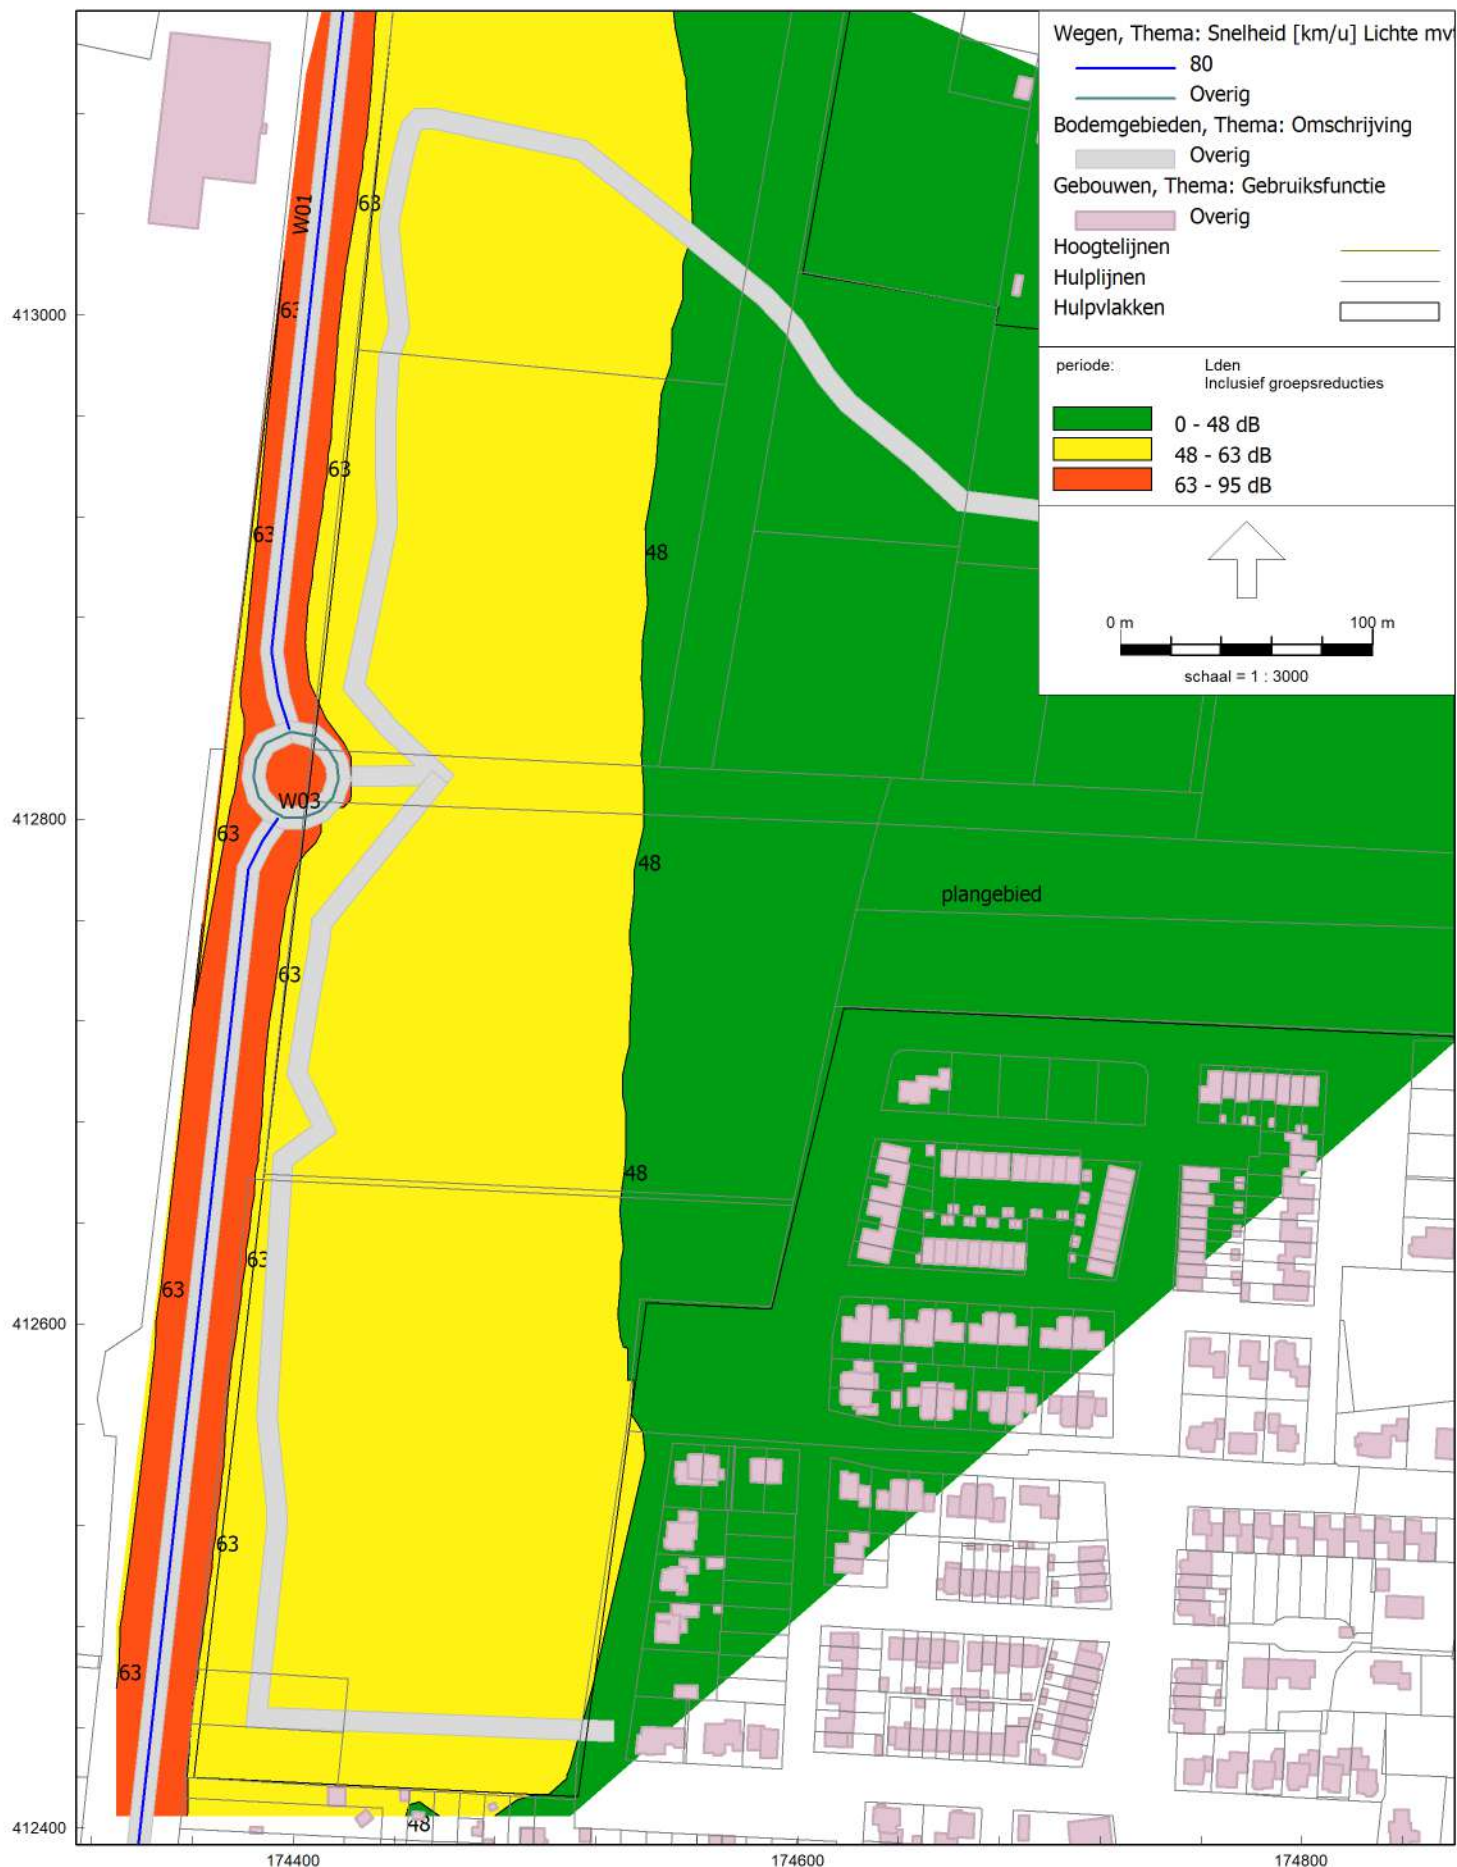 Wegen, Thema: Snelheid [km/u] Lichte mv
80
Overig
Bodemgebieden, Thema: Omschrijving
Overig
Gebouwen, Thema: Gebruiksfunctie
Overig
Hoogtelijnen
Hulplijnen
Hulpvlakken
periode:
Lden
Inclusief groepsreducties
0 - 48 dB
48 - 63 dB
63 - 95 dB
0 m
100 m
schaal = 1 : 3000
63
W01
413000
63
63
63
48
W03
412800
63
48
plangebied
63
48
63
63
412600
63
63
48
412400
174400
174600
174800